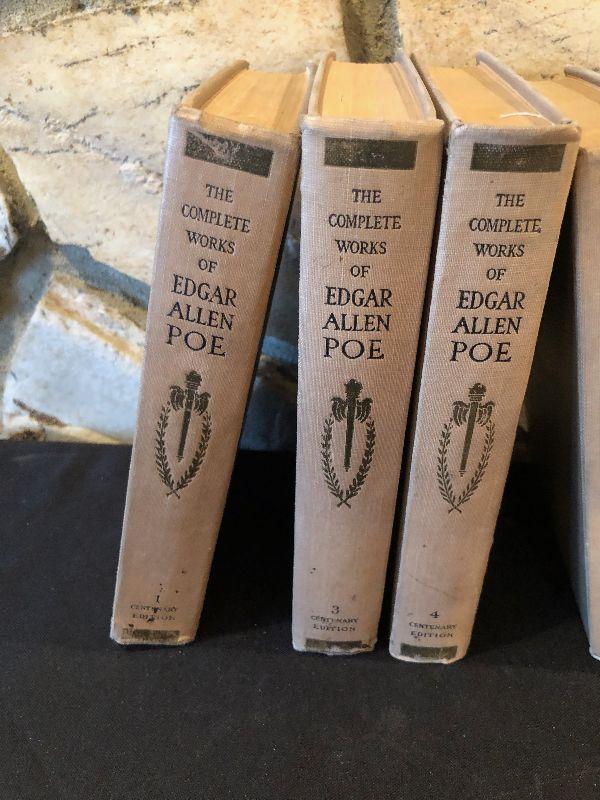 THE
COMPLETE
WORKS
OF
EDGAR
ALLEN
POE
1
CENTENARY
EDITION
THE
COMPLETE
WORKS
OF
EDGAR
ALLEN
POE
3
CENTENARY
EDITION
THE
COMPLETE
WORKS
OF
EDGAR
ALLEN
POE
4
CENTENARY
EDITION